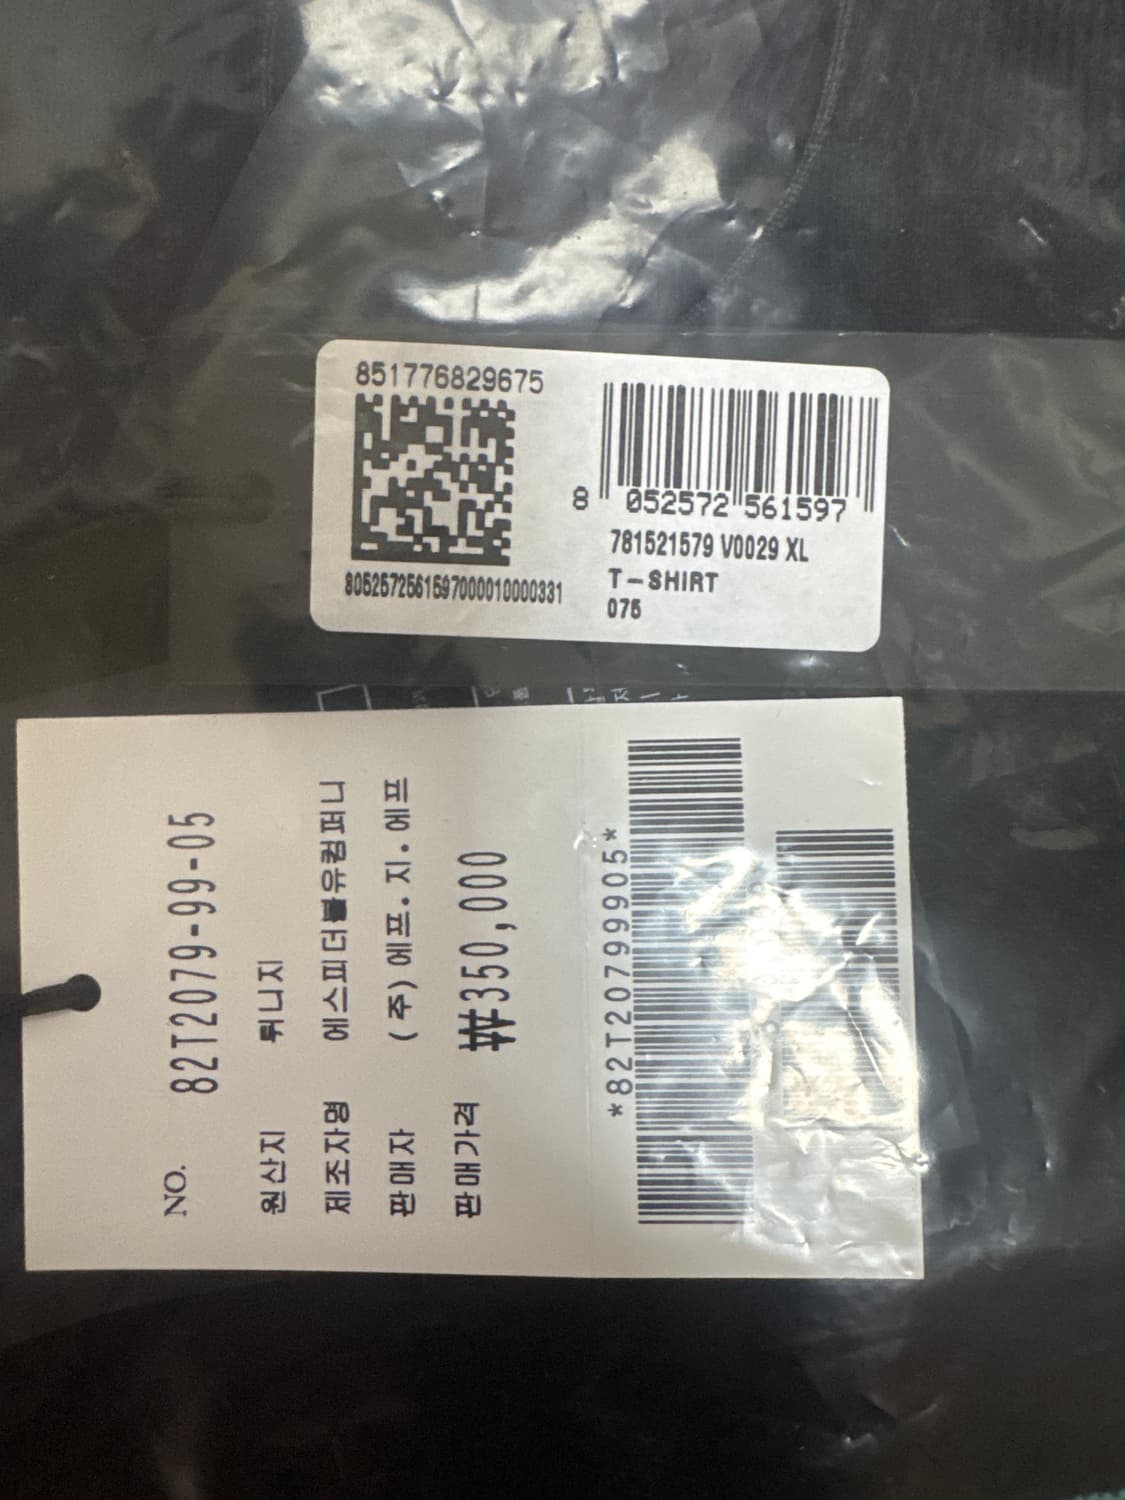 851776829675
8052572561597000010000331
8 052572 561597
781521579 V0029 XL
T-SHIRT
075
NO. 82T2079-99-05
원산지 튀니지
제조자명 에스피더블유컴퍼니
판매자 (주)에프.지.에프
판매가격 ₩350,000
*82T20799905*